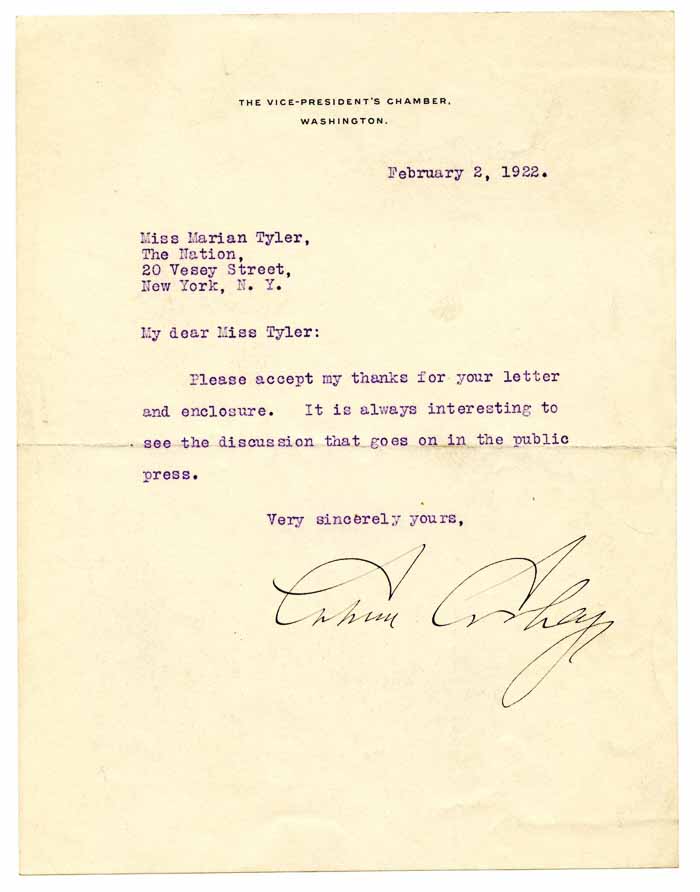 THE VICE-PRESIDENT'S CHAMBER,
WASHINGTON.
February 2, 1922.
Miss Marian Tyler,
The Nation,
20 Vesey Street,
New York, N. Y.
My dear Miss Tyler:
Please accept my thanks for your letter
and enclosure. It is always interesting to
see the discussion that goes on in the public
press.
Very sincerely yours,
Calvin Coolidge